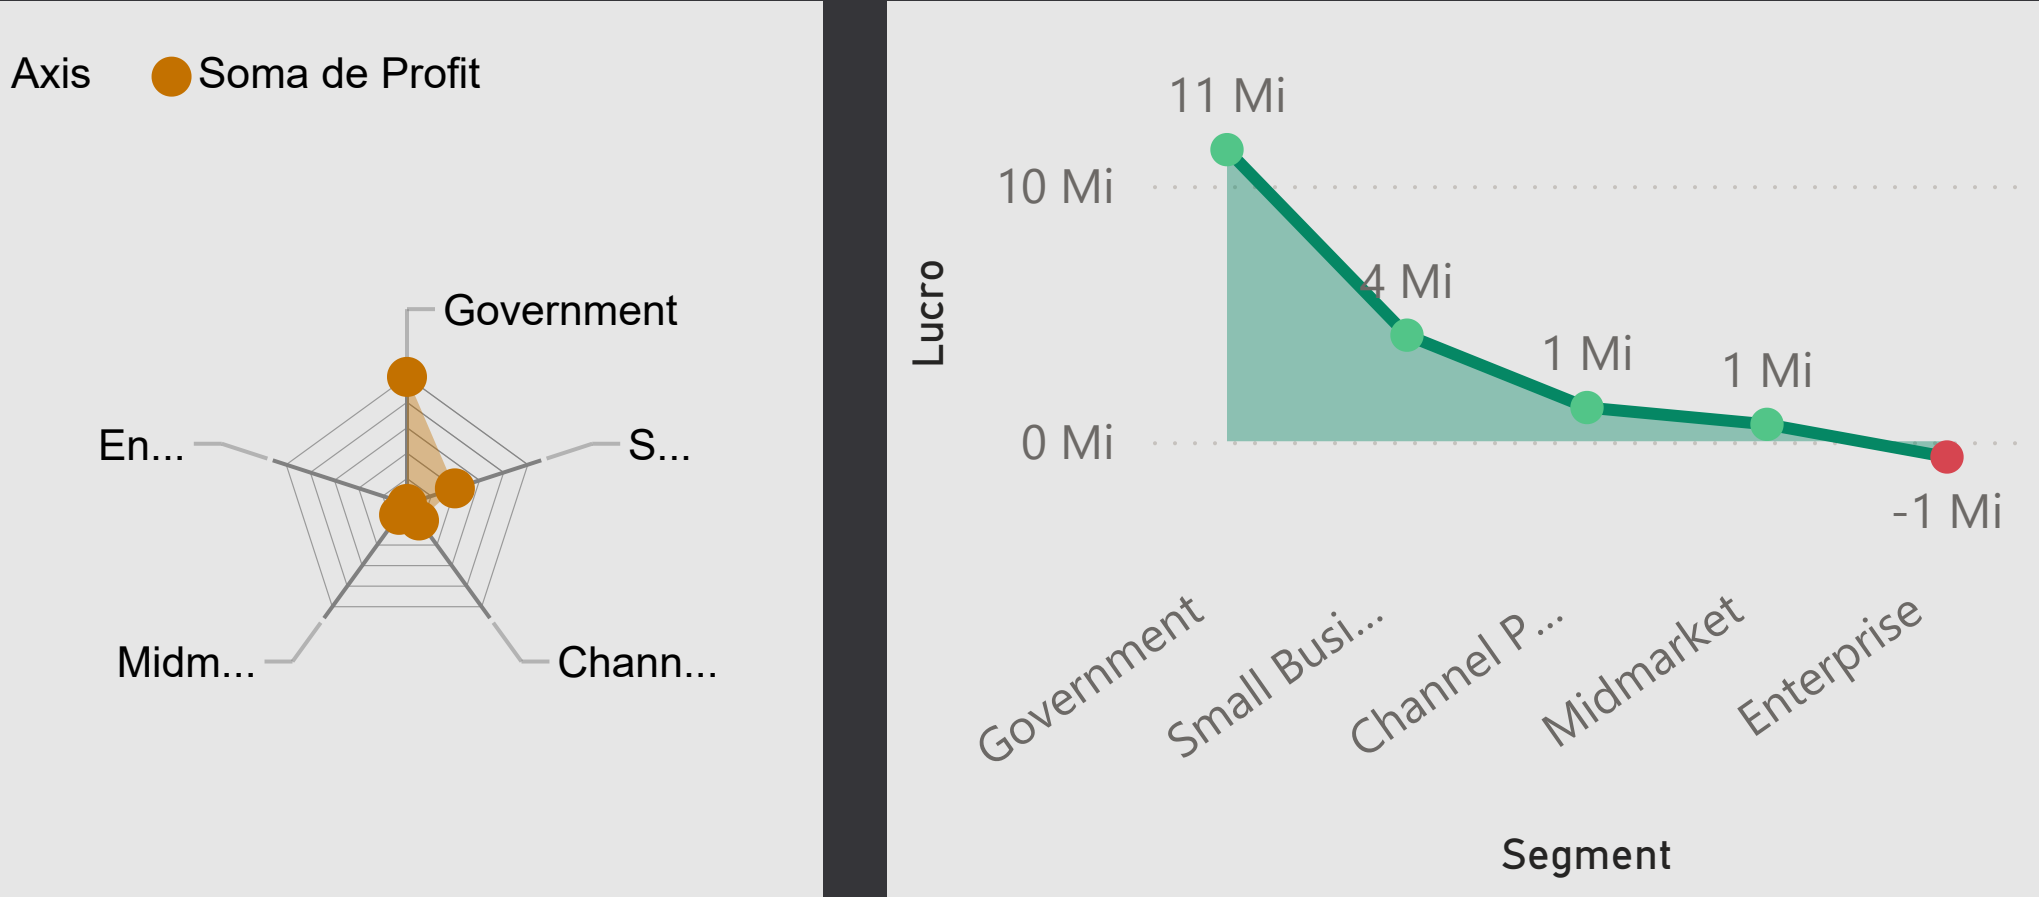 Axis Soma de Profit
Government
En...
S...
Midm...
Chann...
11 Mi
10 Mi
4 Mi
1 Mi
1 Mi
0 Mi
-1 Mi
Lucro
Government
Small Busi...
Channel P...
Midmarket
Enterprise
Segment